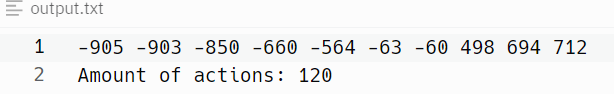 output.txt
1 -905 -903 -850 -660 -564 -63 -60 498 694 712
2 Amount of actions: 120